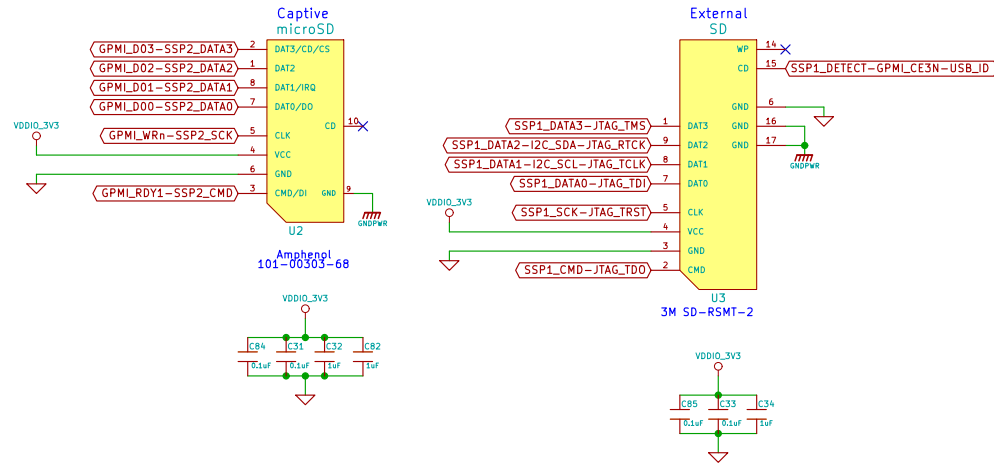 Captive
microSD
GPMI_D03-SSP2_DATA3 2 DAT3/CD/CS
GPMI_D02-SSP2_DATA2 1 DAT2
GPMI_D01-SSP2_DATA1 8 DAT1/IRQ
GPMI_D00-SSP2_DATA0 7 DAT0/DO
CD 10
VDDIO_3V3
GPMI_WRn-SSP2_SCK 5 CLK
4 VCC
6 GND
GPMI_RDY1-SSP2_CMD 3 CMD/DI
GND 9
GNDPWR
U2
Amphenol
101-00303-68
VDDIO_3V3
C84 C31 C32 C82
0.1uF 0.1uF 1uF 1uF
External
SD
WP 14
CD 15 SSP1_DETECT-GPMI_CE3N-USB_ID
GND 6
SSP1_DATA3-JTAG_TMS 1 DAT3 GND 16
SSP1_DATA2-I2C_SDA-JTAG_RTCK 9 DAT2 GND 17
GNDPWR
SSP1_DATA1-I2C_SCL-JTAG_TCLK 8 DAT1
SSP1_DATA0-JTAG_TDI 7 DAT0
VDDIO_3V3
SSP1_SCK-JTAG_TRST 5 CLK
4 VCC
3 GND
SSP1_CMD-JTAG_TDO 2 CMD
U3
3M SD-RSMT-2
VDDIO_3V3
C85 C33 C34
0.1uF 0.1uF 1uF